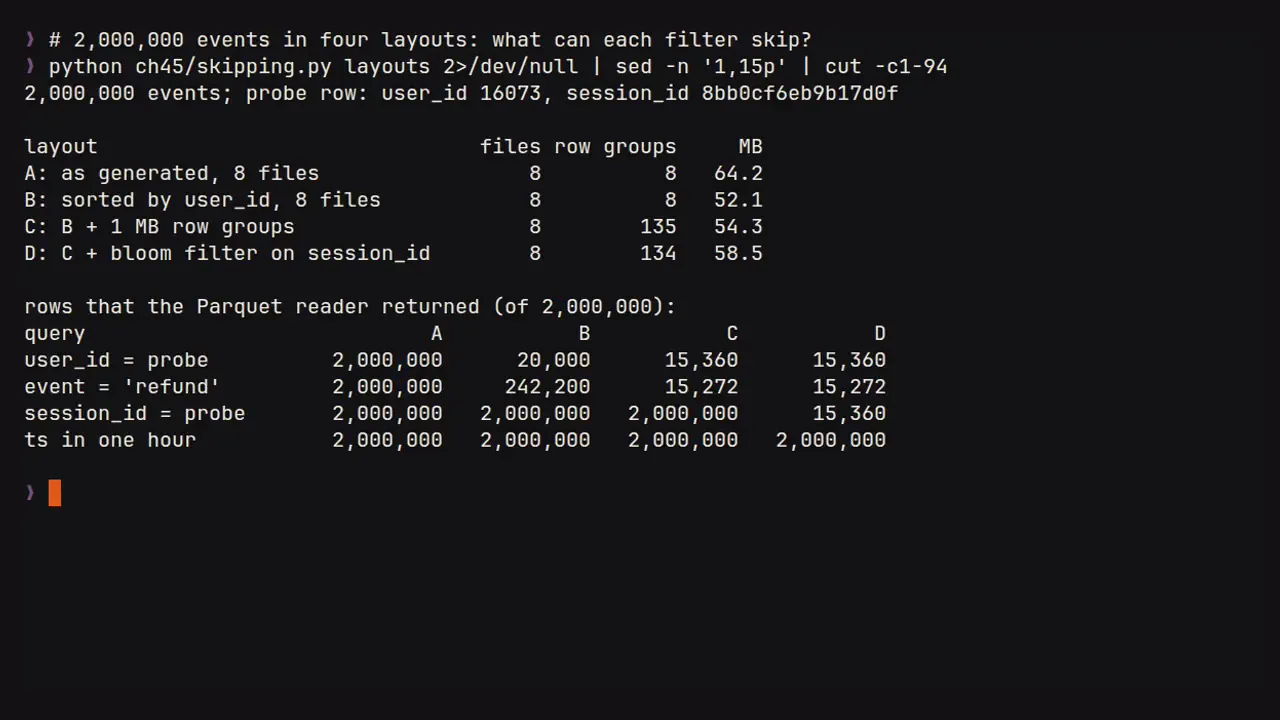 ❯ # 2,000,000 events in four layouts: what can each filter skip?
❯ python ch45/skipping.py layouts 2>/dev/null | sed -n '1,15p' | cut -c1-94
2,000,000 events; probe row: user_id 16073, session_id 8bb0cf6eb9b17d0f
layout files row groups MB
A: as generated, 8 files 8 8 64.2
B: sorted by user_id, 8 files 8 8 52.1
C: B + 1 MB row groups 8 135 54.3
D: C + bloom filter on session_id 8 134 58.5
rows that the Parquet reader returned (of 2,000,000):
query A B C D
user_id = probe 2,000,000 20,000 15,360 15,360
event = 'refund' 2,000,000 242,200 15,272 15,272
session_id = probe 2,000,000 2,000,000 2,000,000 15,360
ts in one hour 2,000,000 2,000,000 2,000,000 2,000,000
❯